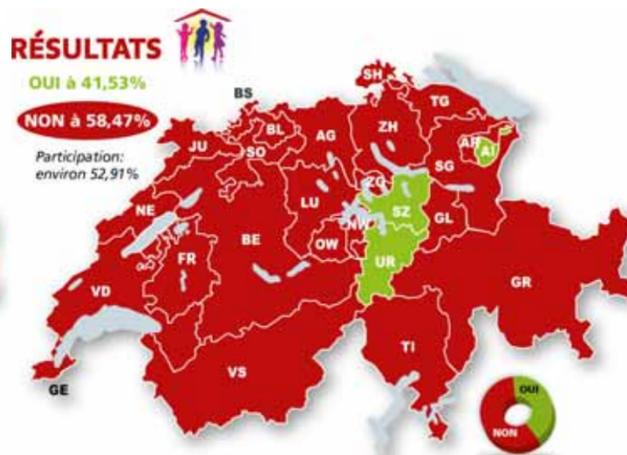 RÉSULTATS
OUI à 41,53%
NON à 58,47%
Participation:
environ 52,91%
SH
BS
TG
BL
AG
ZH
JU
SO
AR
AI
SG
ZG
LU
SZ
NE
NW
GL
BE
OW
FR
UR
VD
GR
TI
VS
GE
OUI
NON